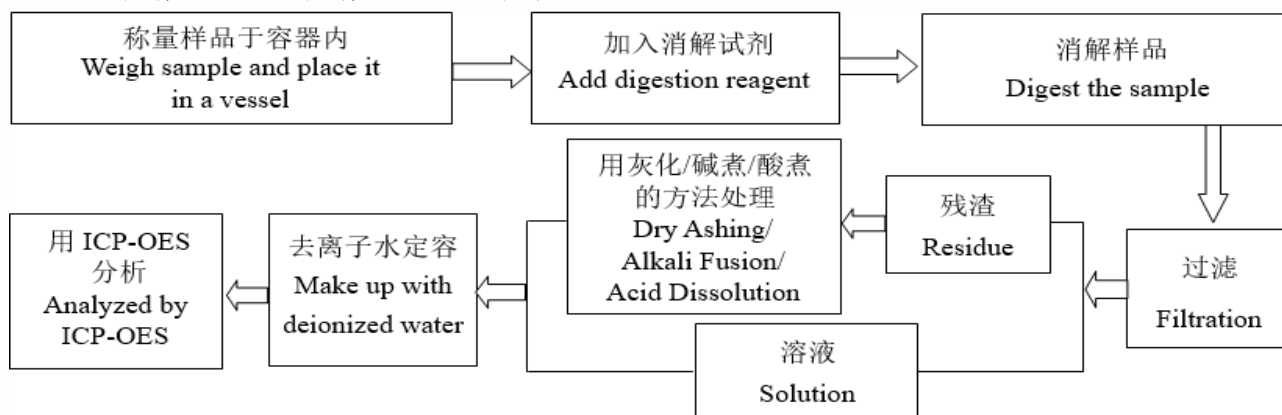 称量样品于容器内
Weigh sample and place it
in a vessel
加入消解试剂
Add digestion reagent
消解样品
Digest the sample
过滤
Filtration
残渣
Residue
用灰化/碱煮/酸煮
的方法处理
Dry Ashing/
Alkali Fusion/
Acid Dissolution
溶液
Solution
去离子水定容
Make up with
deionized water
用 ICP-OES
分析
Analyzed by
ICP-OES